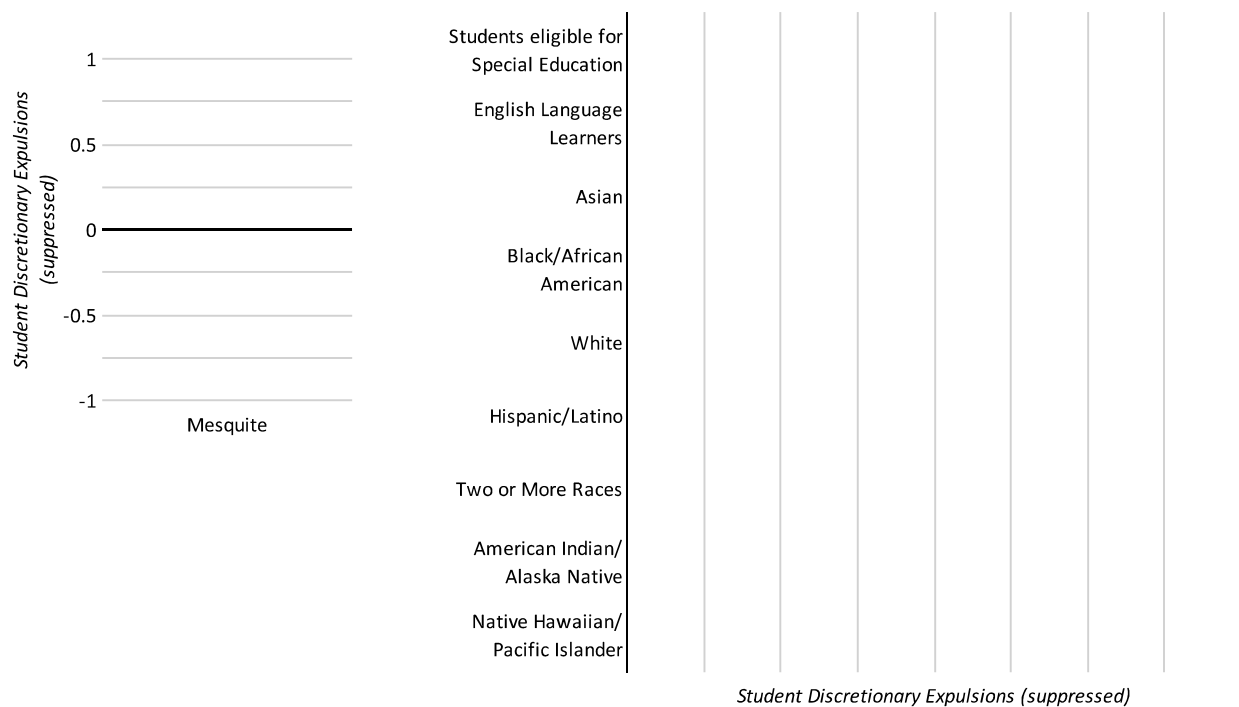 Student Discretionary Expulsions
(suppressed)
1
0.5
0
-0.5
-1
Mesquite
Students eligible for
Special Education
English Language
Learners
Asian
Black/African
American
White
Hispanic/Latino
Two or More Races
American Indian/
Alaska Native
Native Hawaiian/
Pacific Islander
Student Discretionary Expulsions (suppressed)